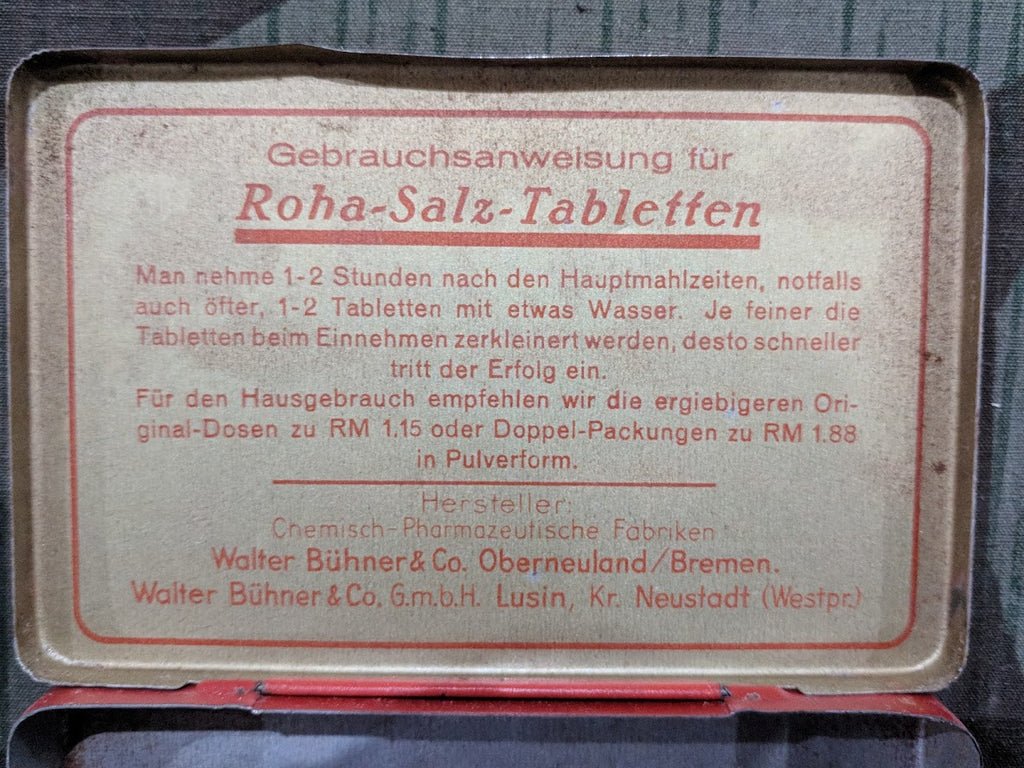 Gebrauchsanweisung für
Roha-Salz-Tabletten
Man nehme 1-2 Stunden nach den Hauptmahlzeiten, notfalls
auch öfter, 1-2 Tabletten mit etwas Wasser. Je feiner die
Tabletten beim Einnehmen zerkleinert werden, desto schneller
tritt der Erfolg ein.
Für den Hausgebrauch empfehlen wir die ergiebigeren Ori-
ginal-Dosen zu RM 1.15 oder Doppel-Packungen zu RM 1.88
in Pulverform.
Hersteller:
Chemisch-Pharmazeutische Fabriken
Walter Bühner & Co. Oberneuland/Bremen.
Walter Bühner & Co. G.m.b.H. Lusin, Kr. Neustadt (Westpr.)